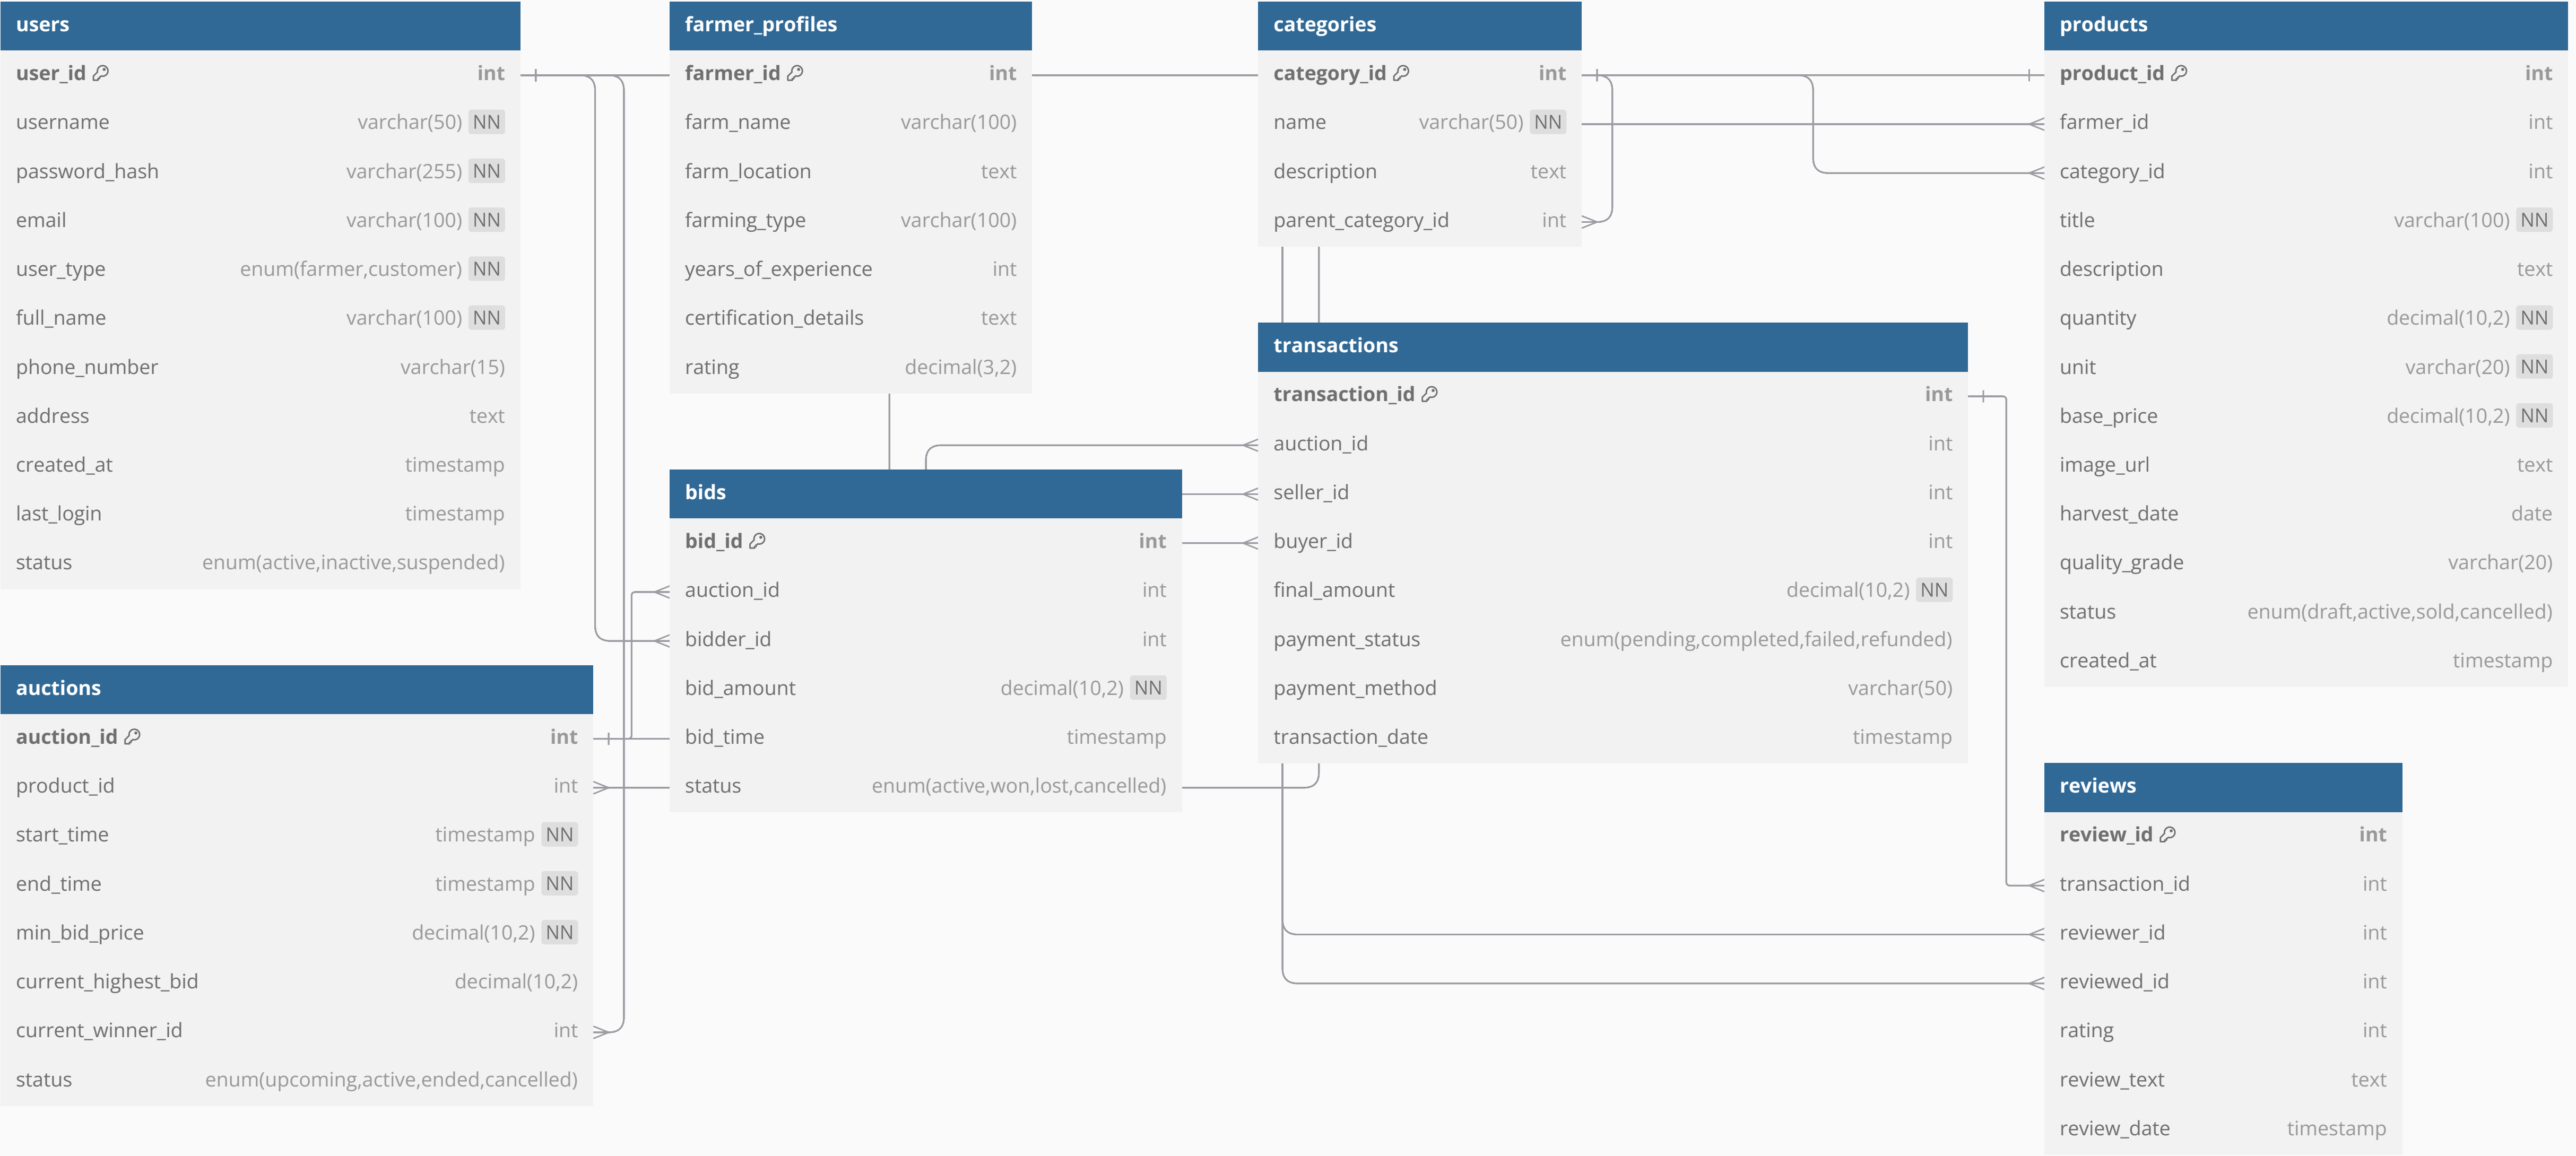 users
user_id int
username varchar(50) NN
password_hash varchar(255) NN
email varchar(100) NN
user_type enum(farmer,customer) NN
full_name varchar(100) NN
phone_number varchar(15)
address text
created_at timestamp
last_login timestamp
status enum(active,inactive,suspended)
farmer_profiles
farmer_id int
farm_name varchar(100)
farm_location text
farming_type varchar(100)
years_of_experience int
certification_details text
rating decimal(3,2)
categories
category_id int
name varchar(50) NN
description text
parent_category_id int
products
product_id int
farmer_id int
category_id int
title varchar(100) NN
description text
quantity decimal(10,2) NN
unit varchar(20) NN
base_price decimal(10,2) NN
image_url text
harvest_date date
quality_grade varchar(20)
status enum(draft,active,sold,cancelled)
created_at timestamp
transactions
transaction_id int
auction_id int
seller_id int
buyer_id int
final_amount decimal(10,2) NN
payment_status enum(pending,completed,failed,refunded)
payment_method varchar(50)
transaction_date timestamp
bids
bid_id int
auction_id int
bidder_id int
bid_amount decimal(10,2) NN
bid_time timestamp
status enum(active,won,lost,cancelled)
auctions
auction_id int
product_id int
start_time timestamp NN
end_time timestamp NN
min_bid_price decimal(10,2) NN
current_highest_bid decimal(10,2)
current_winner_id int
status enum(upcoming,active,ended,cancelled)
reviews
review_id int
transaction_id int
reviewer_id int
reviewed_id int
rating int
review_text text
review_date timestamp